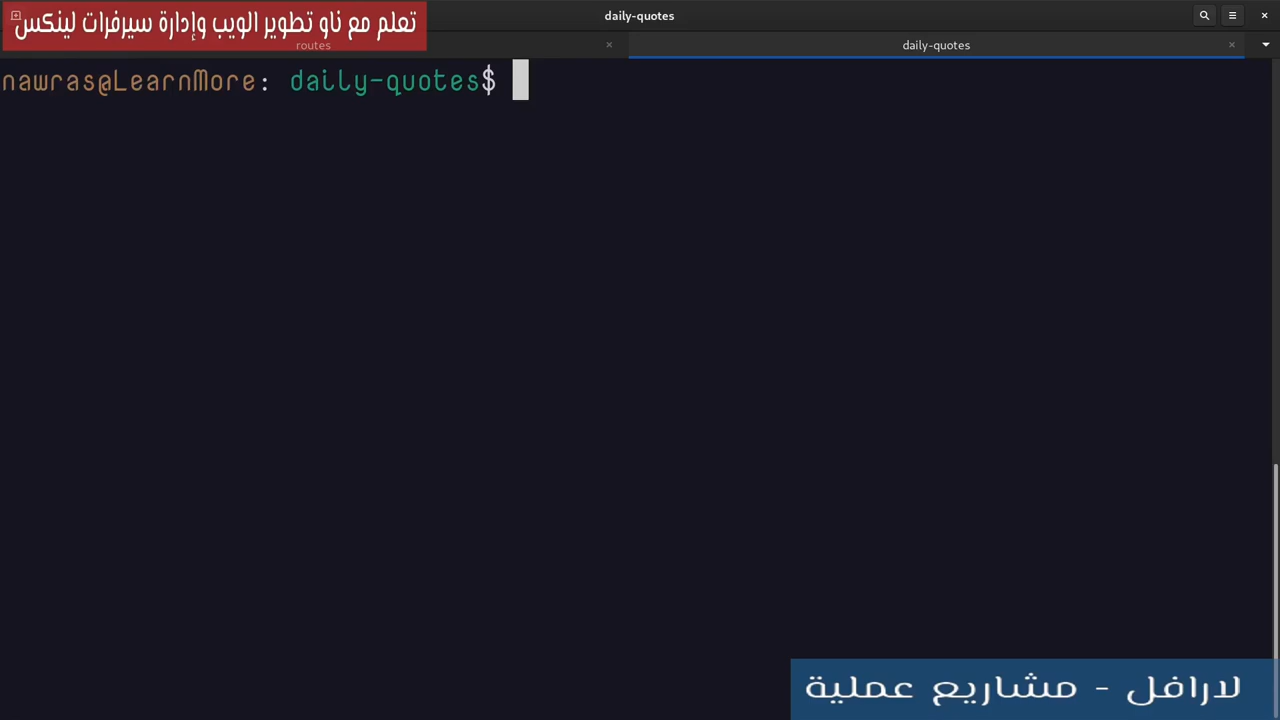 تعلم مع ناو تطوير الويب وإدارة سيرفرات لينكس
daily-quotes
routes
daily-quotes
nawras@LearnMore: daily-quotes$
لارافل - مشاريع عملية